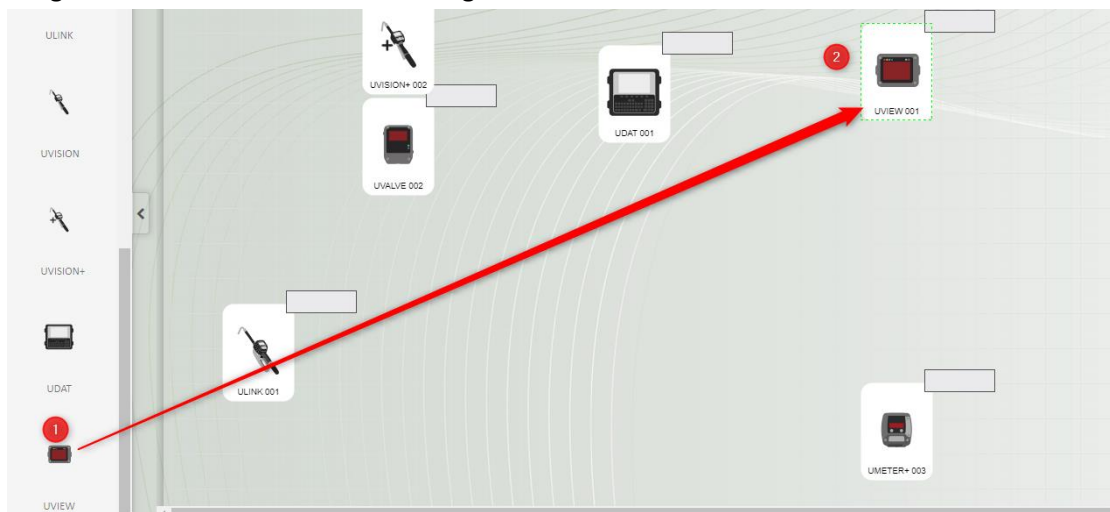 ULINK
UVISION
UVISION+
UDAT
1
UVIEW
UVISION+ 002
UVALVE 002
UDAT 001
2
UVIEW 001
ULINK 001
UMETER+ 003